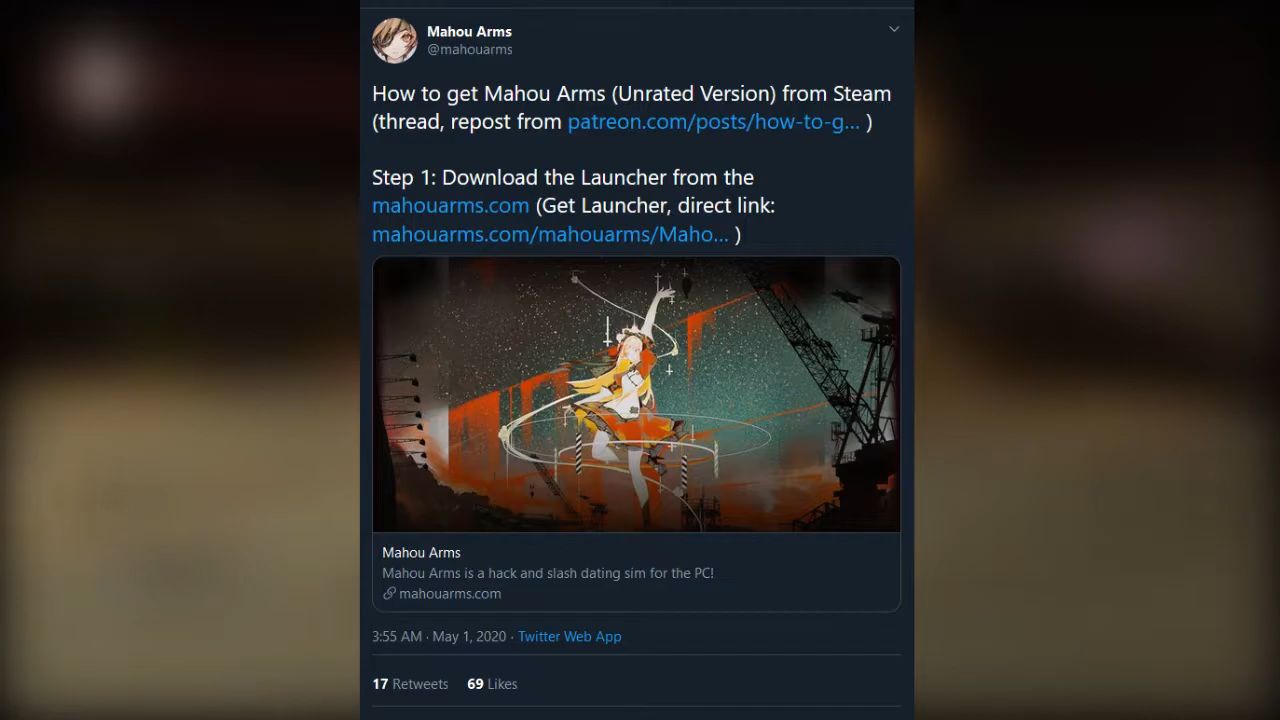 Mahou Arms
@mahouarms
How to get Mahou Arms (Unrated Version) from Steam
(thread, repost from patreon.com/posts/how-to-g... )
Step 1: Download the Launcher from the
mahouarms.com (Get Launcher, direct link:
mahouarms.com/mahouarms/Maho... )
Mahou Arms
Mahou Arms is a hack and slash dating sim for the PC!
mahouarms.com
3:55 AM · May 1, 2020 · Twitter Web App
17 Retweets 69 Likes